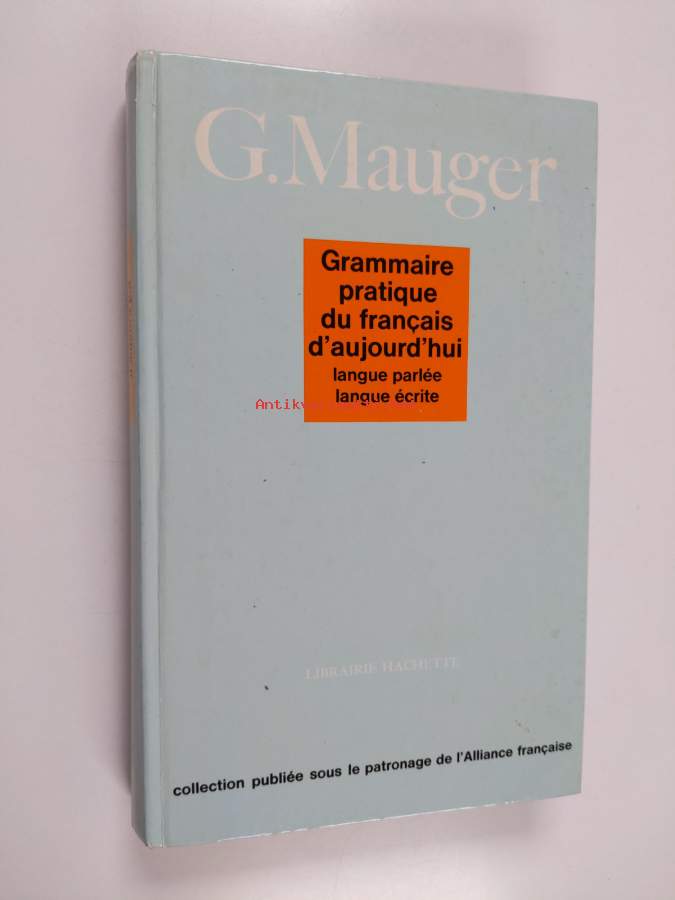 G.Mauger
Grammaire
pratique
du français
d'aujourd'hui
langue parlée
langue écrite
LIBRAIRIE HACHETTE
collection publiée sous le patronage de l'Alliance française